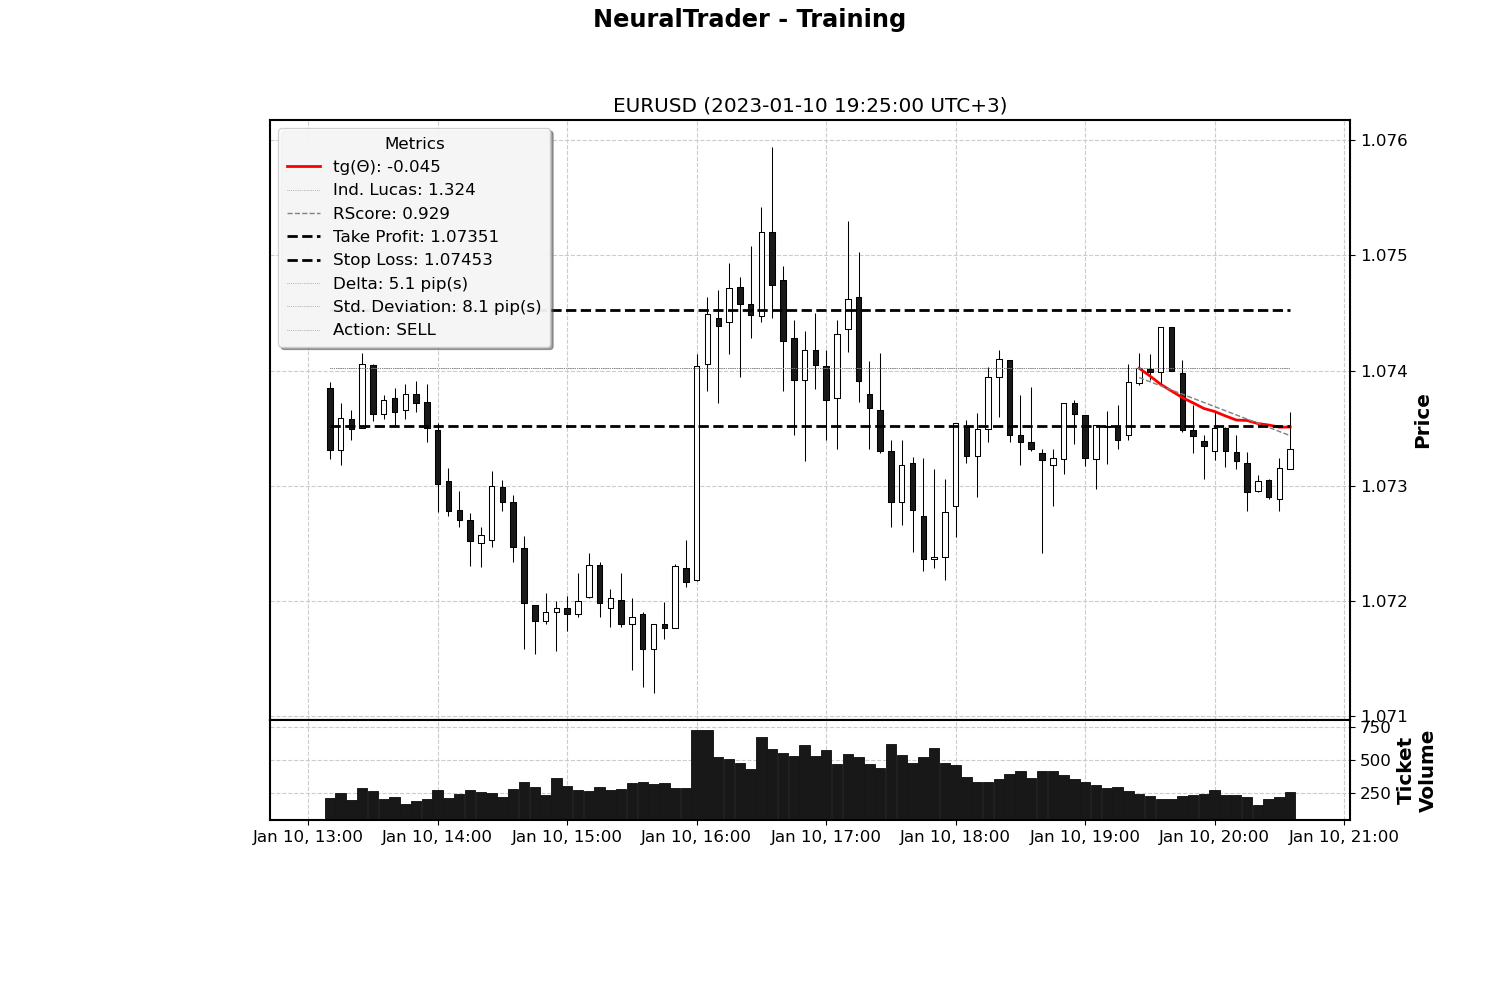 NeuralTrader - Training
EURUSD (2023-01-10 19:25:00 UTC+3)
Metrics
tg(Θ): -0.045
Ind. Lucas: 1.324
RScore: 0.929
Take Profit: 1.07351
Stop Loss: 1.07453
Delta: 5.1 pip(s)
Std. Deviation: 8.1 pip(s)
Action: SELL
1.076
1.075
1.074
1.073
1.072
1.071
Price
750
500
250
Ticket
Volume
Jan 10, 13:00
Jan 10, 14:00
Jan 10, 15:00
Jan 10, 16:00
Jan 10, 17:00
Jan 10, 18:00
Jan 10, 19:00
Jan 10, 20:00
Jan 10, 21:00